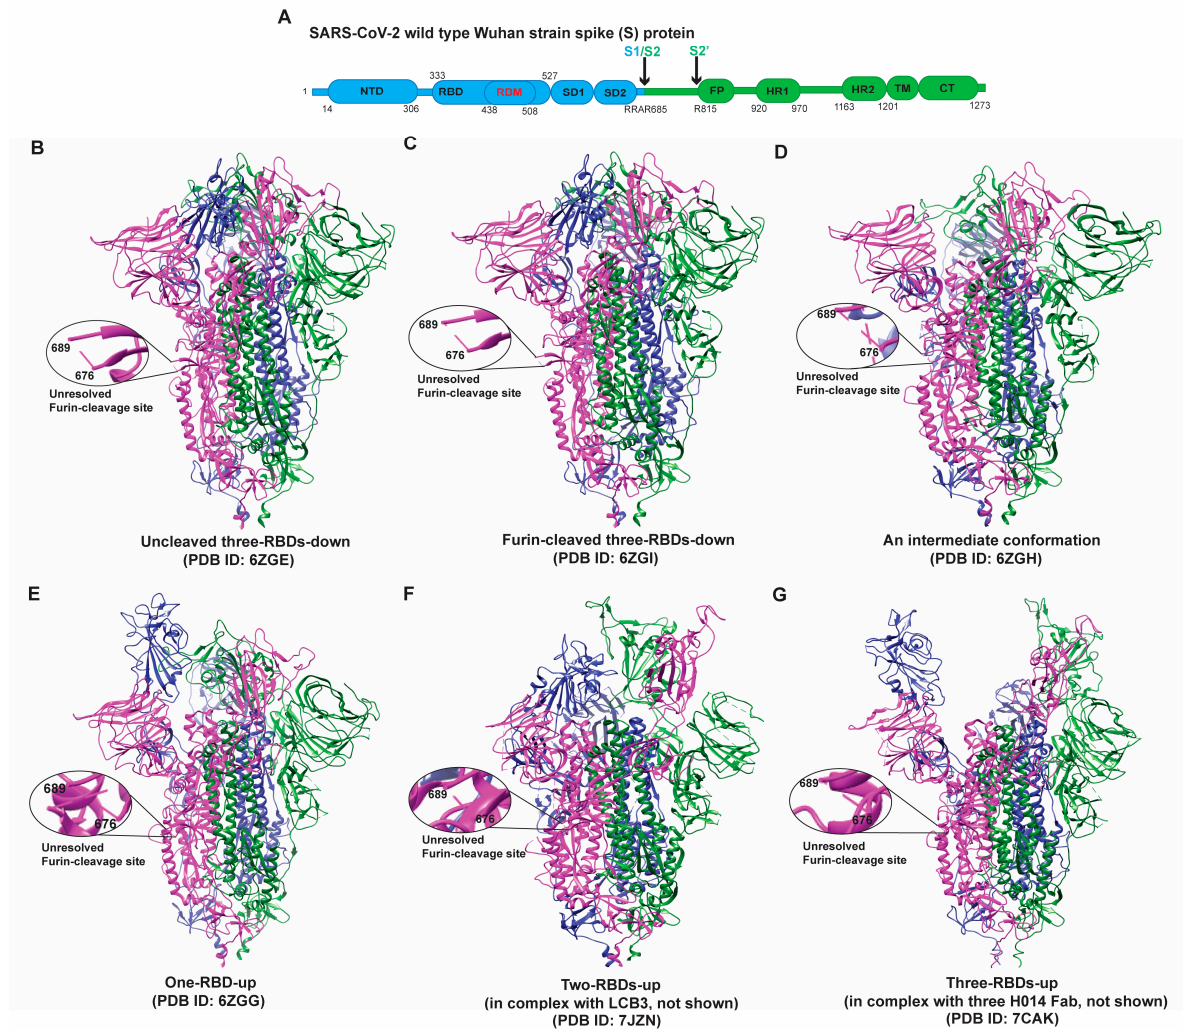 A
SARS-CoV-2 wild type Wuhan strain spike (S) protein
S1/S2 S2’
333 527
1 NTD RBD RDM SD1 SD2 FP HR1 HR2 TM CT
14 306 438 508 RRAR685 R815 920 970 1163 1201 1273
B
689
676
Unresolved
Furin-cleavage site
Uncleaved three-RBDs-down
(PDB ID: 6ZGE)
C
689
676
Unresolved
Furin-cleavage site
Furin-cleaved three-RBDs-down
(PDB ID: 6ZGI)
D
689
676
Unresolved
Furin-cleavage site
An intermediate conformation
(PDB ID: 6ZGH)
E
689
676
Unresolved
Furin-cleavage site
One-RBD-up
(PDB ID: 6ZGG)
F
689
676
Unresolved
Furin-cleavage site
Two-RBDs-up
(in complex with LCB3, not shown)
(PDB ID: 7JZN)
G
689
676
Unresolved
Furin-cleavage site
Three-RBDs-up
(in complex with three H014 Fab, not shown)
(PDB ID: 7CAK)